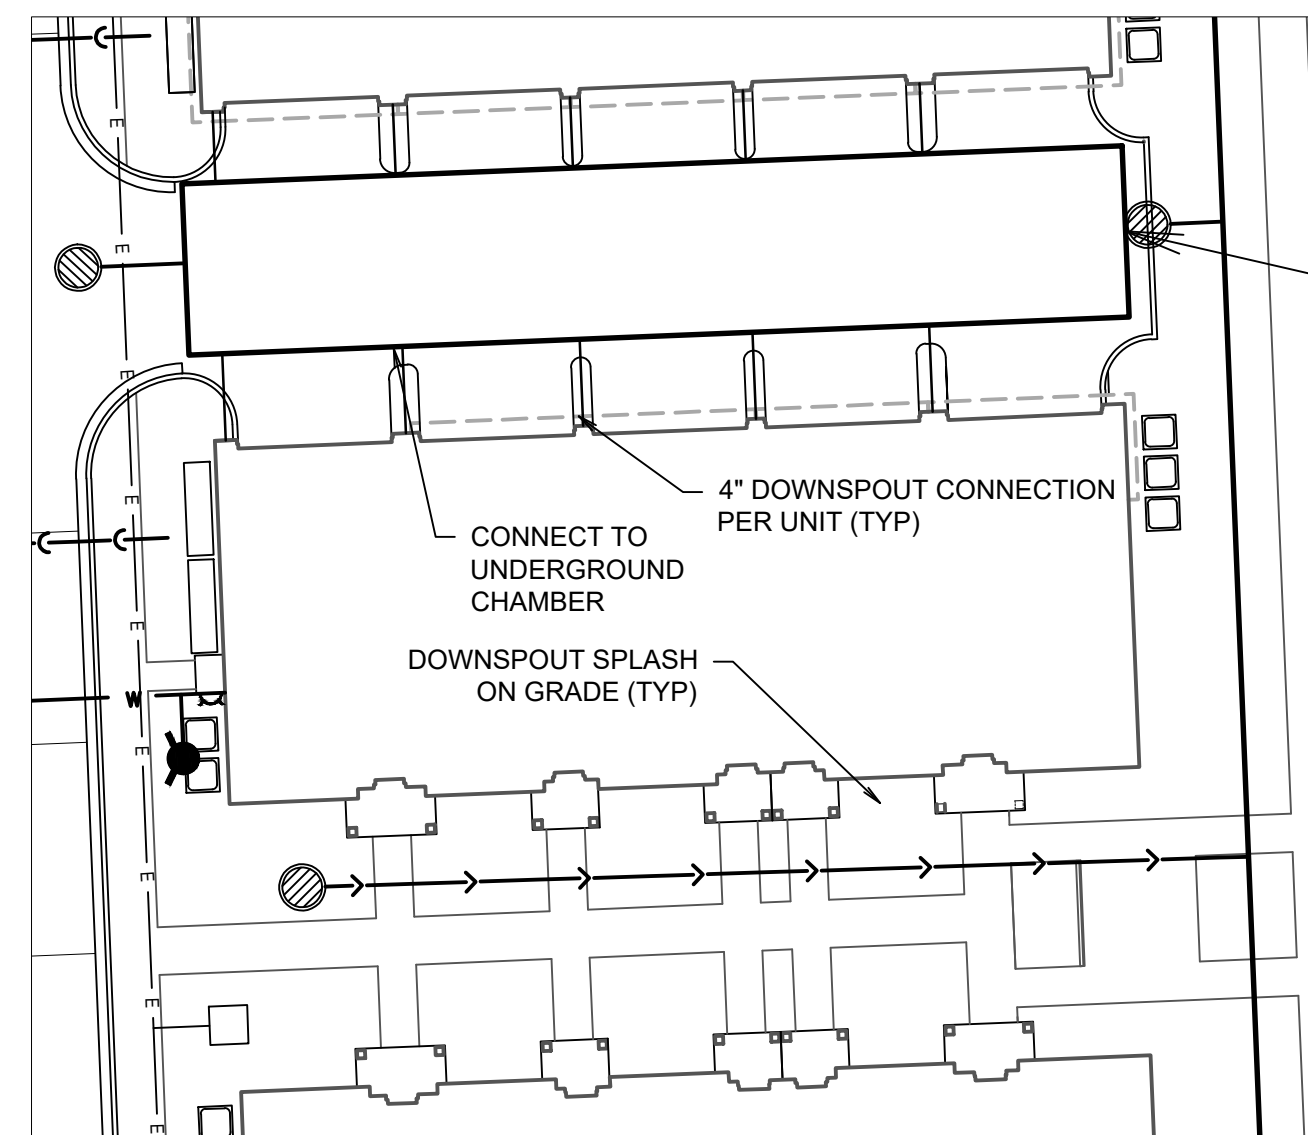 E
E
E
E
4" DOWNSPOUT CONNECTION
PER UNIT (TYP)
CONNECT TO
UNDERGROUND
CHAMBER
E
DOWNSPOUT SPLASH
ON GRADE (TYP)
W
E
E
E
E